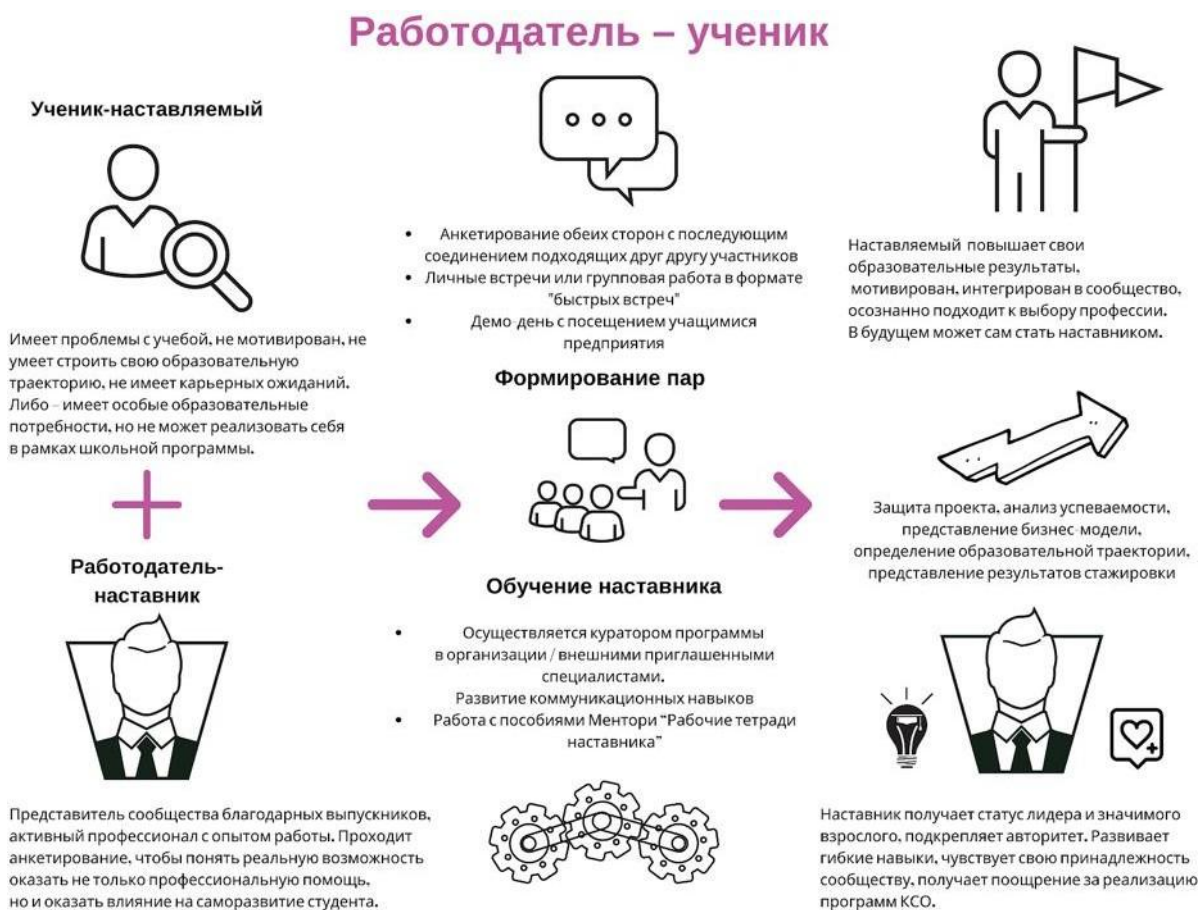 Работодатель – ученик
Ученик-наставляемый
Имеет проблемы с учебой, не мотивирован, не
умеет строить свою образовательную
траекторию, не имеет карьерных ожиданий.
Либо – имеет особые образовательные
потребности, но не может реализовать себя
в рамках школьной программы.
Работодатель-
наставник
Представитель сообщества благодарных выпускников,
активный профессионал с опытом работы. Проходит
анкетирование, чтобы понять реальную возможность
оказать не только профессиональную помощь,
но и оказать влияние на саморазвитие студента.
• Анкетирование обеих сторон с последующим
соединением подходящих друг другу участников
• Личные встречи или групповая работа в формате
"быстрых встреч"
• Демо-день с посещением учащимися
предприятия
Формирование пар
Обучение наставника
• Осуществляется куратором программы
в организации / внешними приглашенными
специалистами.
Развитие коммуникационных навыков
• Работа с пособиями Ментори “Рабочие тетради
наставника”
Наставляемый повышает свои
образовательные результаты,
мотивирован, интегрирован в сообщество,
осознанно подходит к выбору профессии.
В будущем может сам стать наставником.
Защита проекта, анализ успеваемости,
представление бизнес-модели,
определение образовательной траектории,
представление результатов стажировки
Наставник получает статус лидера и значимого
взрослого, подкрепляет авторитет. Развивает
гибкие навыки, чувствует свою принадлежность
сообществу, получает поощрение за реализацию
программ КСО.